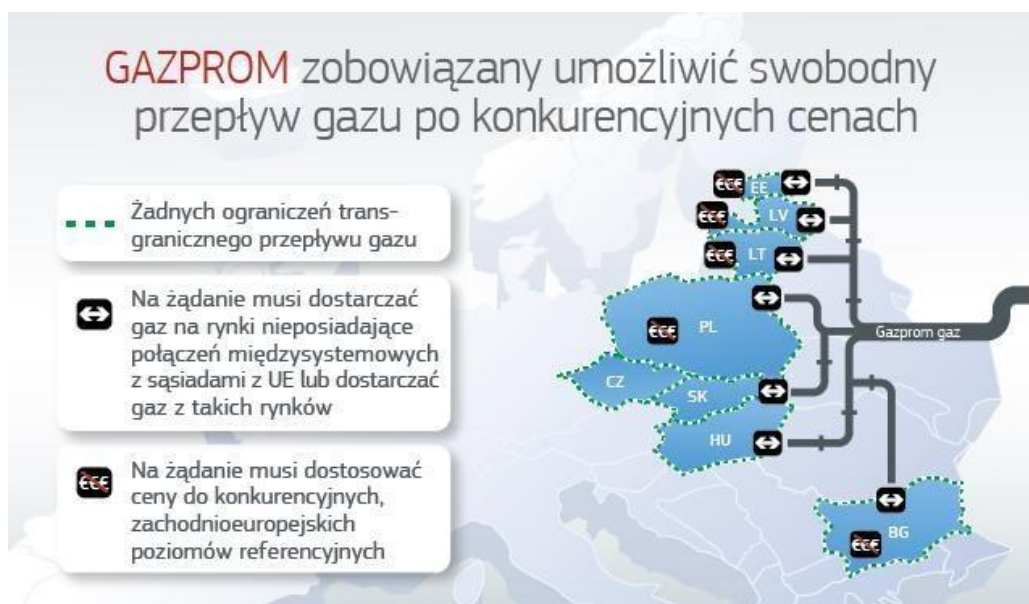 GAZPROM zobowiązany umożliwić swobodny
przepływ gazu po konkurencyjnych cenach
Żadnych ograniczeń trans-
granicznego przepływu gazu
Na żądanie musi dostarczać
gaz na rynki nieposiadające
połączeń międzysystemowych
z sąsiadami z UE lub dostarczać
gaz z takich rynków
€€€
Na żądanie musi dostosować
ceny do konkurencyjnych,
zachodnioeuropejskich
poziomów referencyjnych
€€€ EE
€€€ LV
€€€ LT
€€€ PL
Gazprom gaz
CZ
SK
HU
€€€ BG